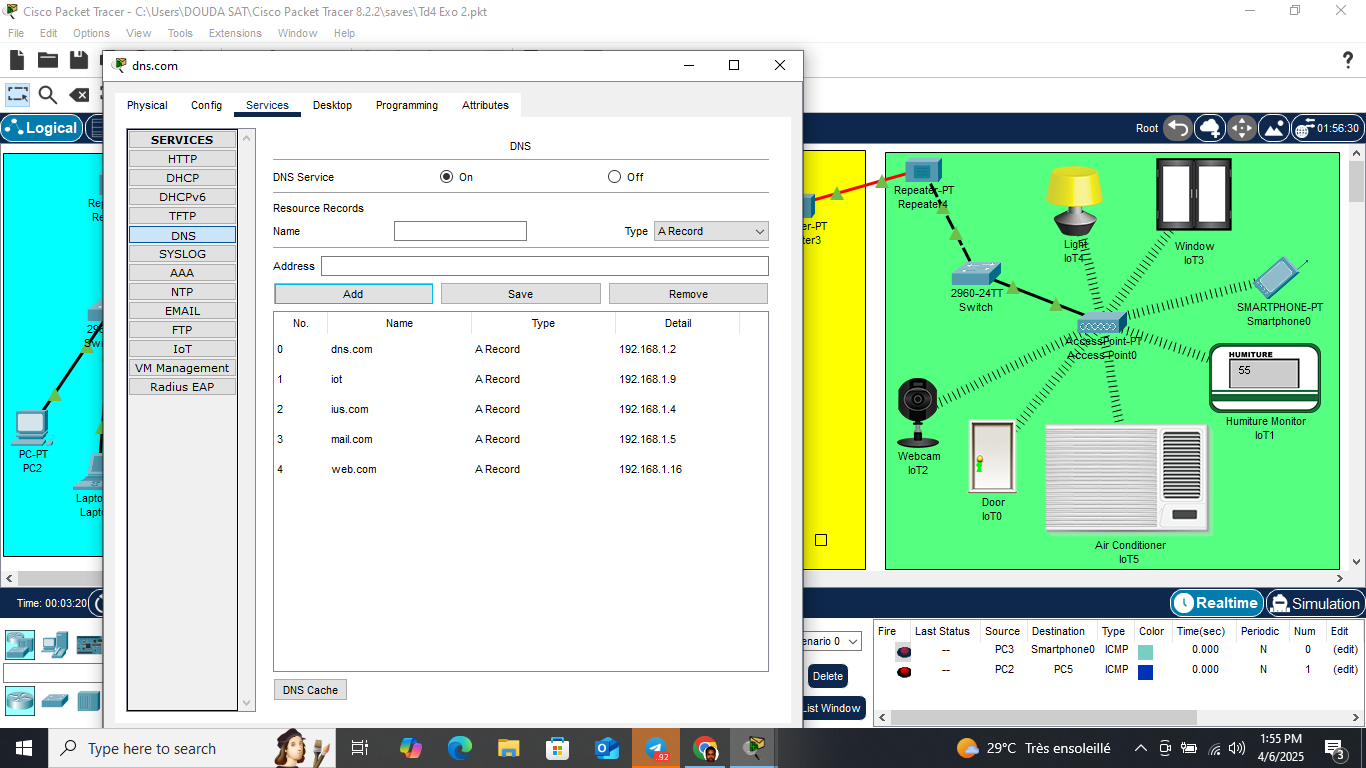 Cisco Packet Tracer - C:\Users\DOUDA SAT\Cisco Packet Tracer 8.2.2\saves\Td4 Exo 2.pkt
File Edit Options View Tools Extensions Window Help
?
dns.com
Physical Config Services Desktop Programming Attributes
Logical
Root 01:56:30
SERVICES
HTTP
DHCP
DHCPv6
TFTP
DNS
SYSLOG
AAA
NTP
EMAIL
FTP
IoT
VM Management
Radius EAP
DNS
DNS Service On Off
Resource Records
Name Type A Record
Address
Add Save Remove
No. Name Type Detail
0 dns.com A Record 192.168.1.2
1 iot A Record 192.168.1.9
2 ius.com A Record 192.168.1.4
3 mail.com A Record 192.168.1.5
4 web.com A Record 192.168.1.16
DNS Cache
PC-PT
PC2
Repeater-PT
Repeater4
2960-24TT
Switch
Light
IoT4
Window
IoT3
SMARTPHONE-PT
Smartphone0
AccessPoint-PT
Access Point0
HUMITURE
55
Humiture Monitor
IoT1
Webcam
IoT2
Door
IoT0
Air Conditioner
IoT5
Time: 00:03:20
Realtime Simulation
enario 0
Delete
List Window
Fire Last Status Source Destination Type Color Time(sec) Periodic Num Edit
-- PC3 Smartphone0 ICMP 0.000 N 0 (edit)
-- PC2 PC5 ICMP 0.000 N 1 (edit)
Type here to search
92
29°C Très ensoleillé
1:55 PM
4/6/2025
3